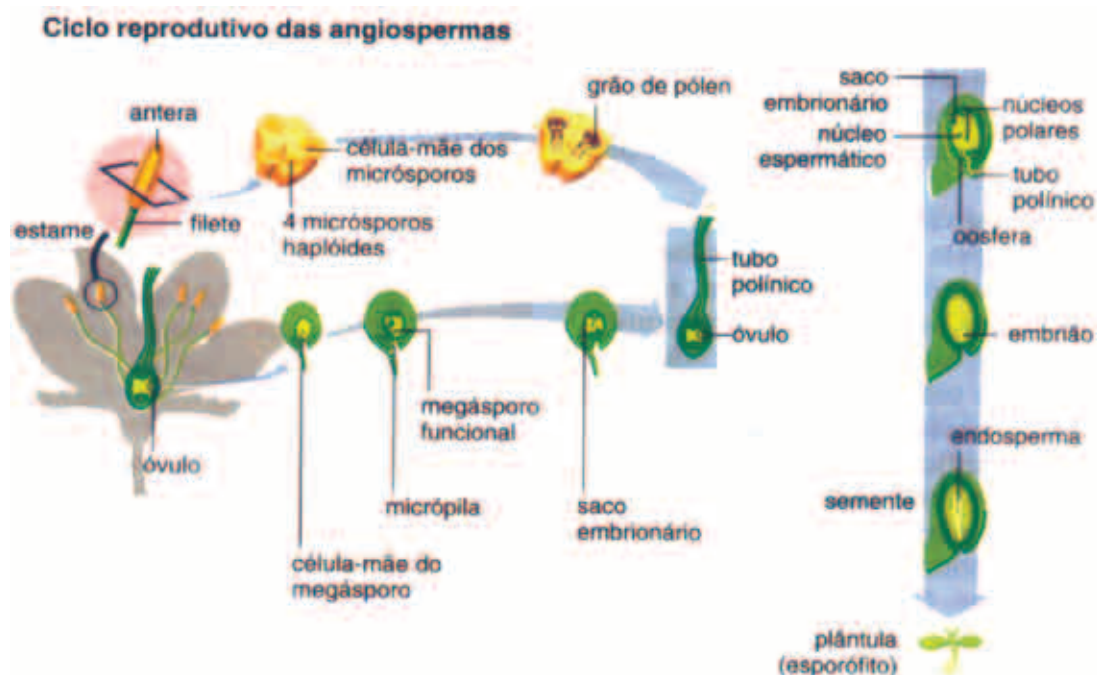 Ciclo reprodutivo das angiospermas
antera
estame
filete
célula-mãe dos
micrósporos
4 micrósporos
haplóides
grão de pólen
tubo
polínico
óvulo
óvulo
célula-mãe do
megásporo
micrópila
megásporo
funcional
saco
embrionário
saco
embrionário
núcleo
espermático
núcleos
polares
tubo
polínico
oosfera
embrião
endosperma
semente
plântula
(esporófito)